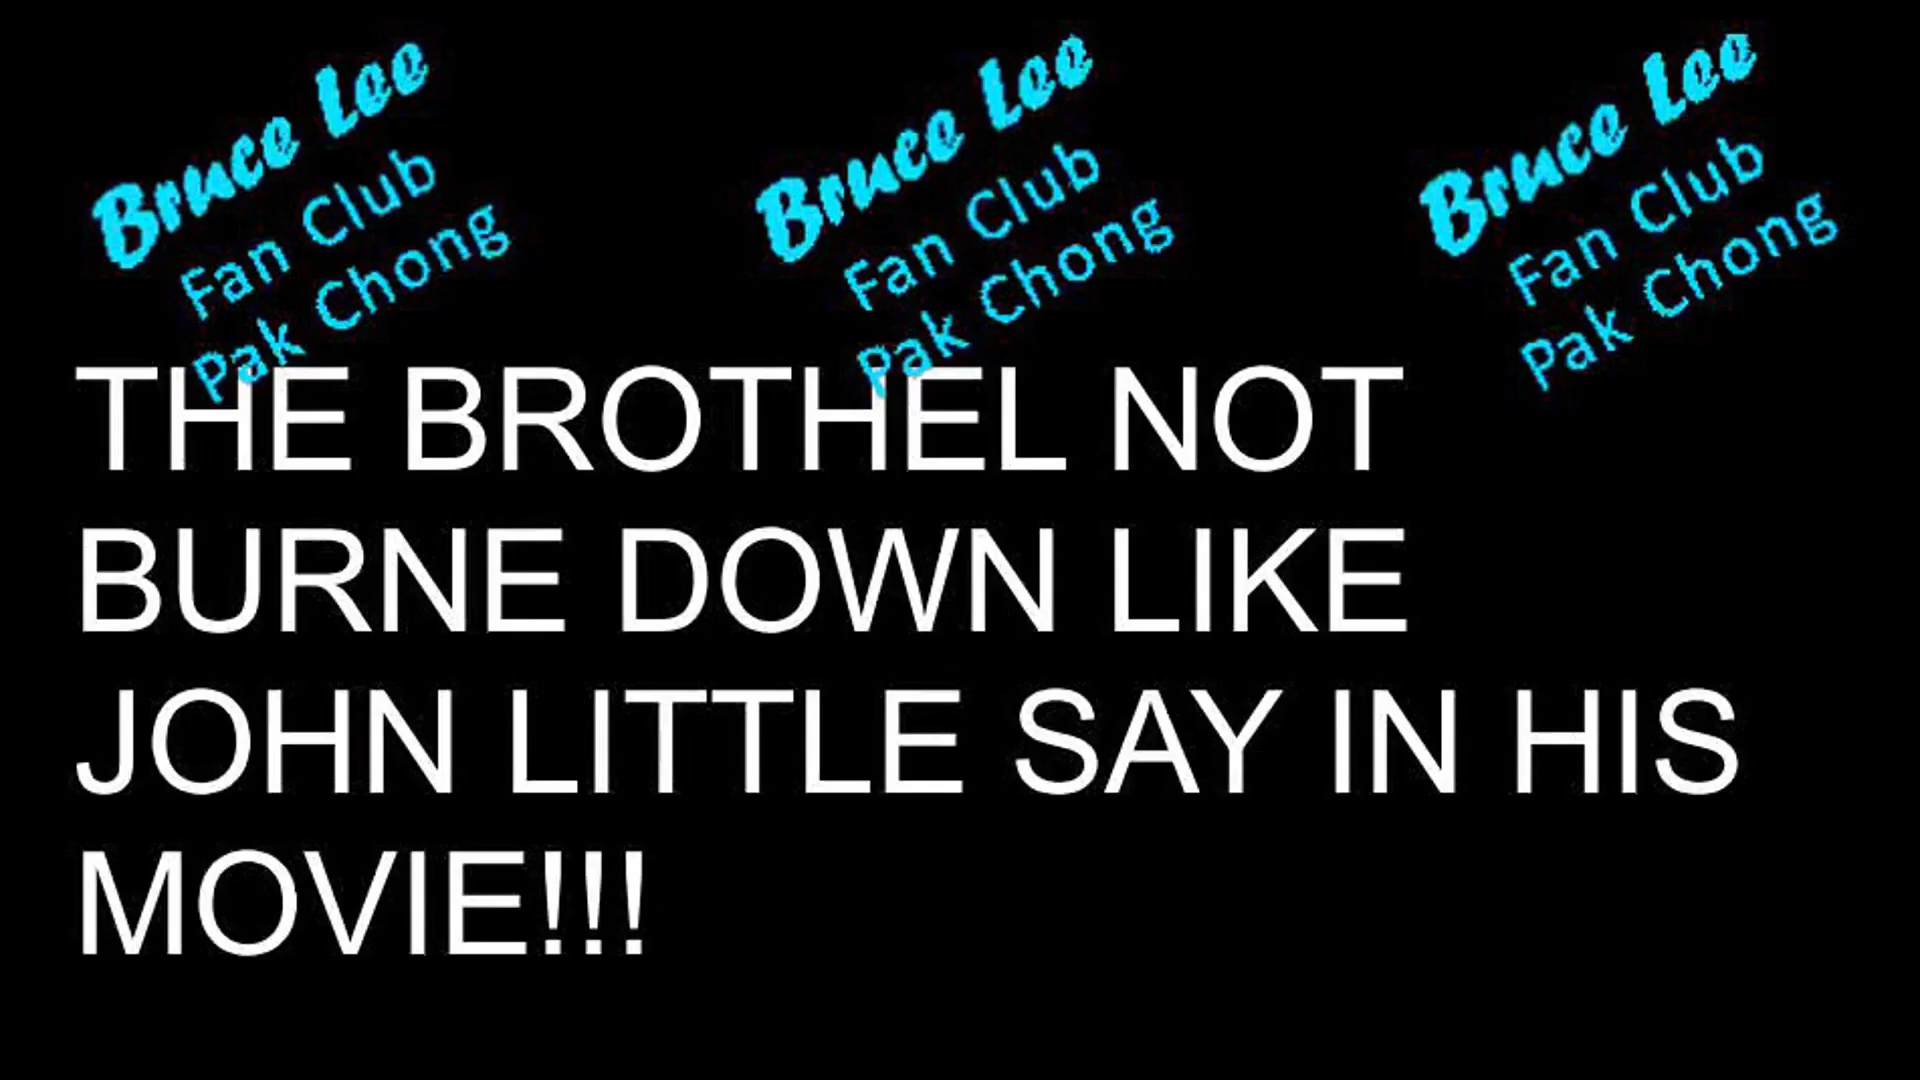 Bruce Lee
Fan Club
Pak Chong
Bruce Lee
Fan Club
Pak Chong
Bruce Lee
Fan Club
Pak Chong
THE BROTHEL NOT
BURNE DOWN LIKE
JOHN LITTLE SAY IN HIS
MOVIE!!!